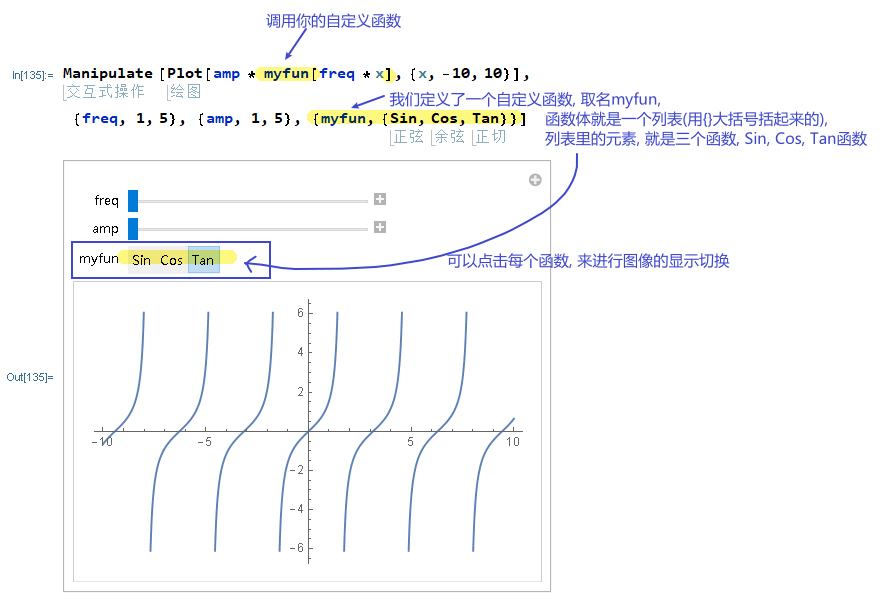 调用你的自定义函数
In[135]:= Manipulate[Plot[amp * myfun[freq * x], {x, -10, 10}],
交互式操作 绘图
我们定义了一个自定义函数, 取名myfun,
{freq, 1, 5}, {amp, 1, 5}, {myfun, {Sin, Cos, Tan}}]
函数体就是一个列表(用{}大括号括起来的),
正弦 余弦 正切
列表里的元素, 就是三个函数, Sin, Cos, Tan函数
freq
amp
myfun Sin Cos Tan
可以点击每个函数, 来进行图像的显示切换
6
4
2
Out[135]=
-10 -5 5 10
-2
-4
-6